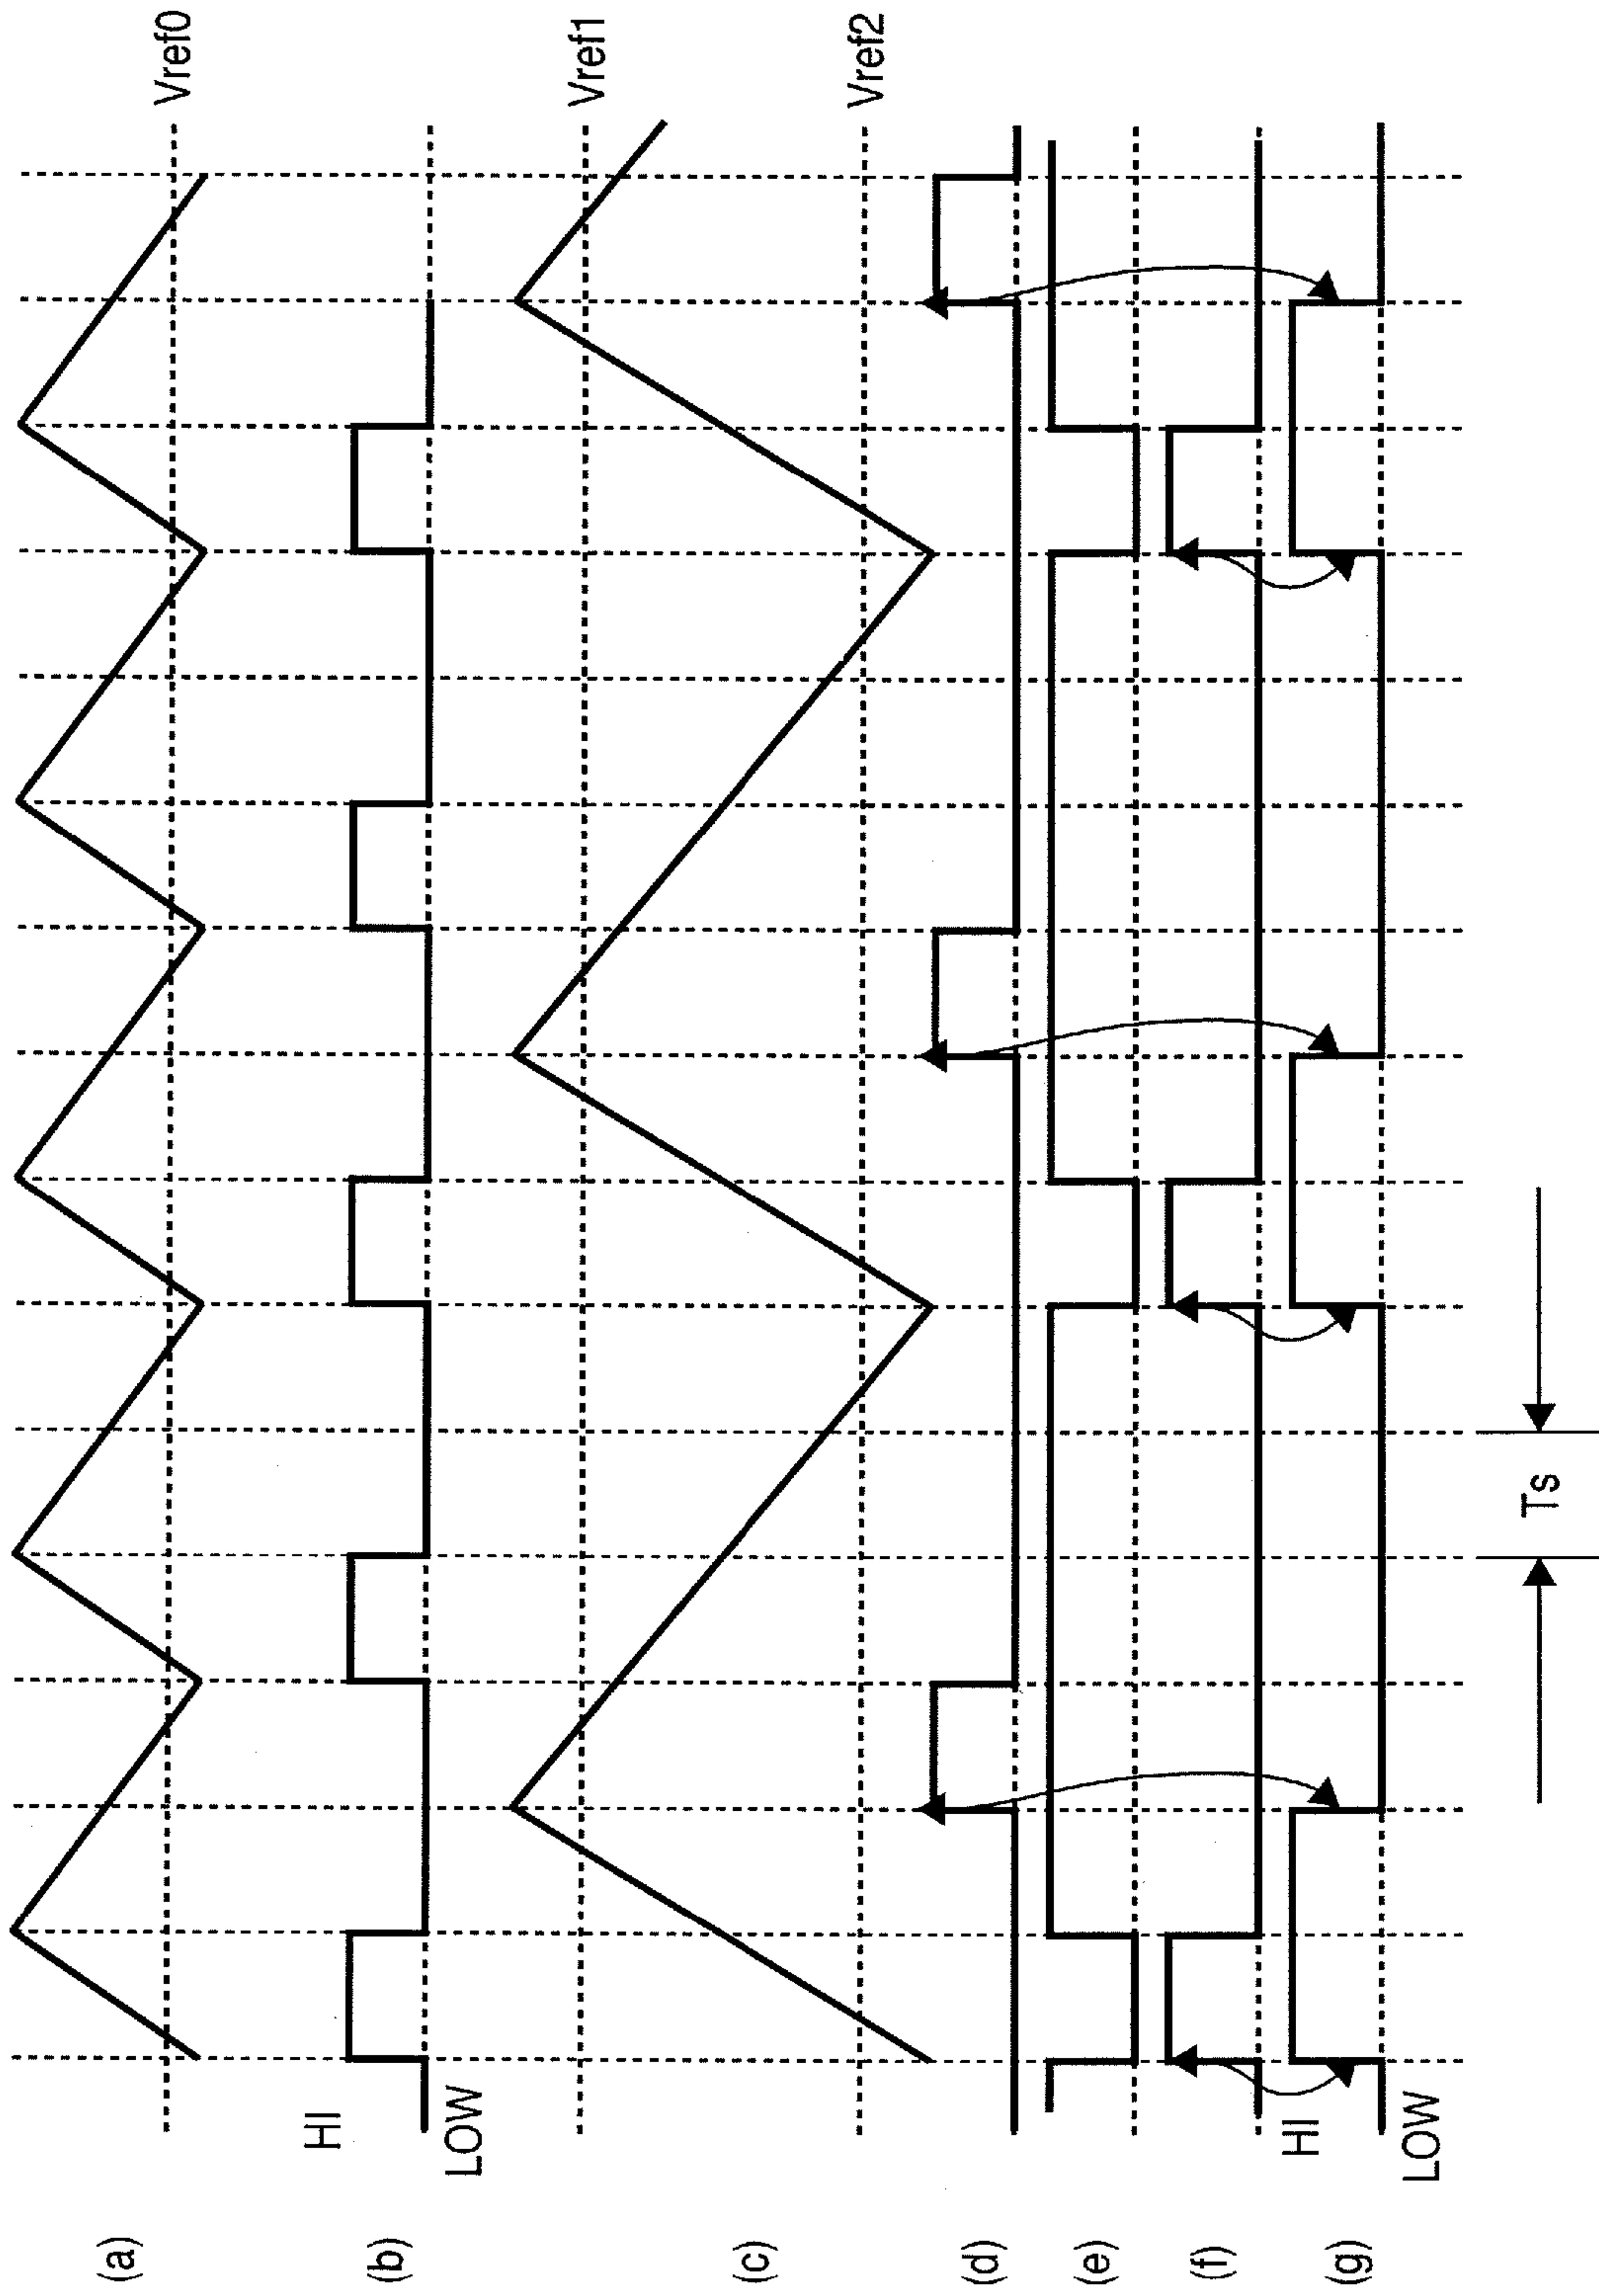 (a)
Vref0
HI
(b)
LOW
(c)
Vref1
Vref2
(d)
(e)
(f)
HI
(g)
LOW
Ts